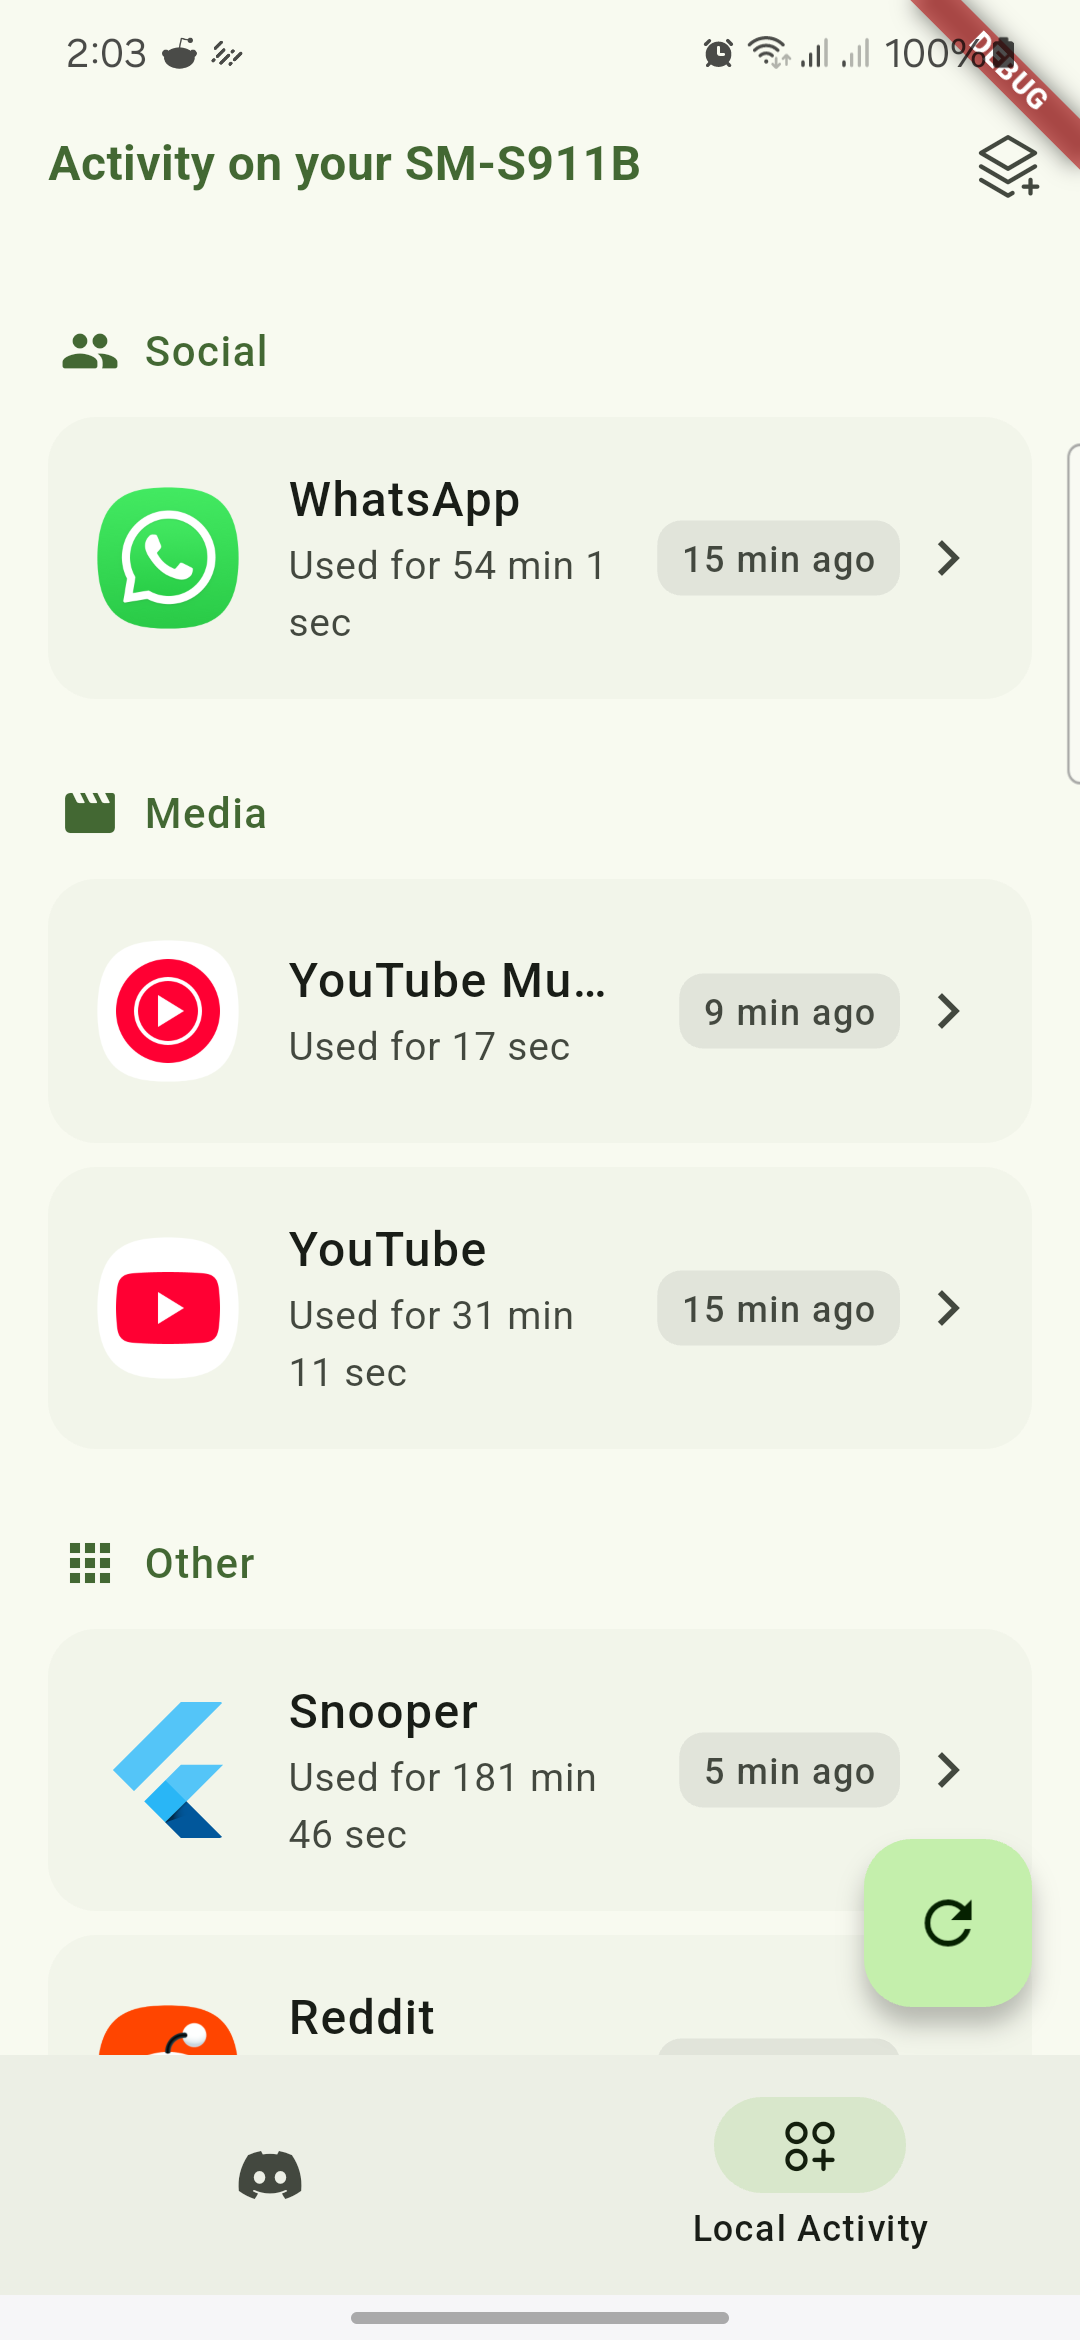 2:03
100%
DEBUG
Activity on your SM-S911B
Social
WhatsApp
Used for 54 min 1
sec
15 min ago
Media
YouTube Mu…
Used for 17 sec
9 min ago
YouTube
Used for 31 min
11 sec
15 min ago
Other
Snooper
Used for 181 min
46 sec
5 min ago
Reddit
Local Activity